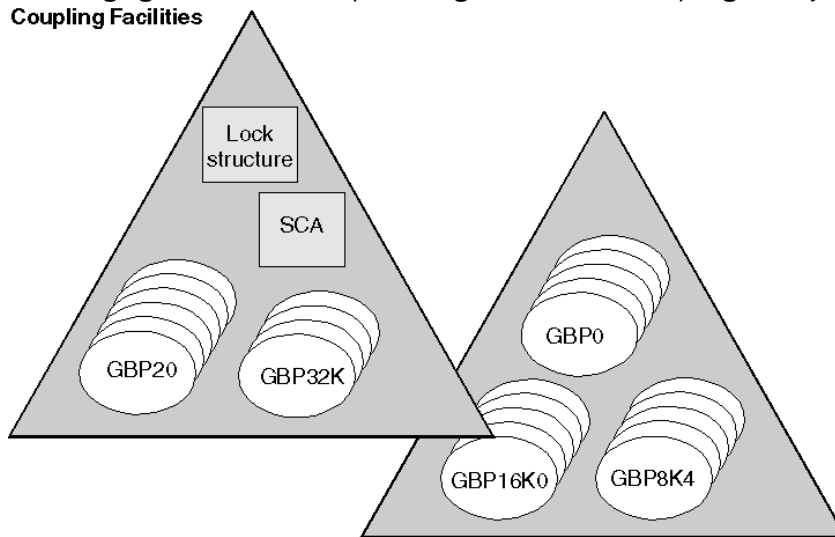 Coupling Facilities
Lock
structure
SCA
GBP20
GBP32K
GBP0
GBP16K0
GBP8K4